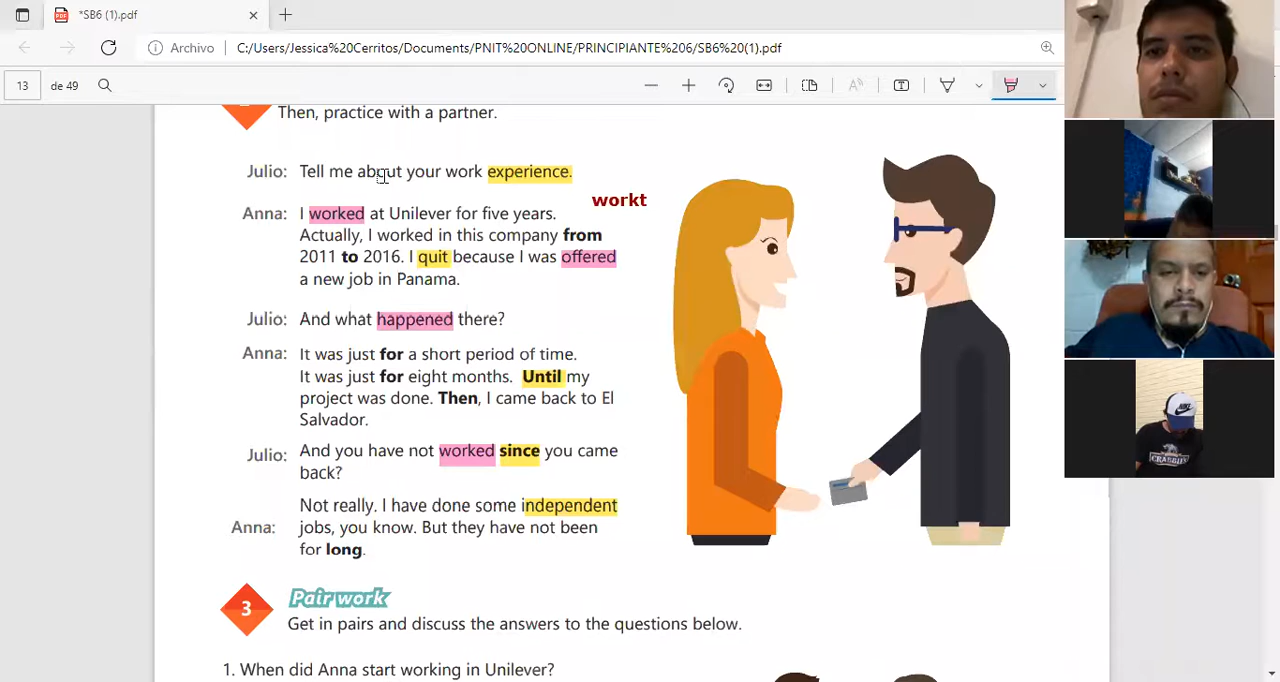 *SB6 (1).pdf
Archivo
C:/Users/Jessica%20Cerritos/Documents/PNIT%20ONLINE/PRINCIPIANTE%206/SB6%20(1).pdf
13 de 49
Then, practice with a partner.
Julio: Tell me about your work experience.
workt
Anna: I worked at Unilever for five years.
Actually, I worked in this company from
2011 to 2016. I quit because I was offered
a new job in Panama.
Julio: And what happened there?
Anna: It was just for a short period of time.
It was just for eight months. Until my
project was done. Then, I came back to El
Salvador.
Julio: And you have not worked since you came
back?
Not really. I have done some independent
Anna: jobs, you know. But they have not been
for long.
3 Pair work
Get in pairs and discuss the answers to the questions below.
1. When did Anna start working in Unilever?